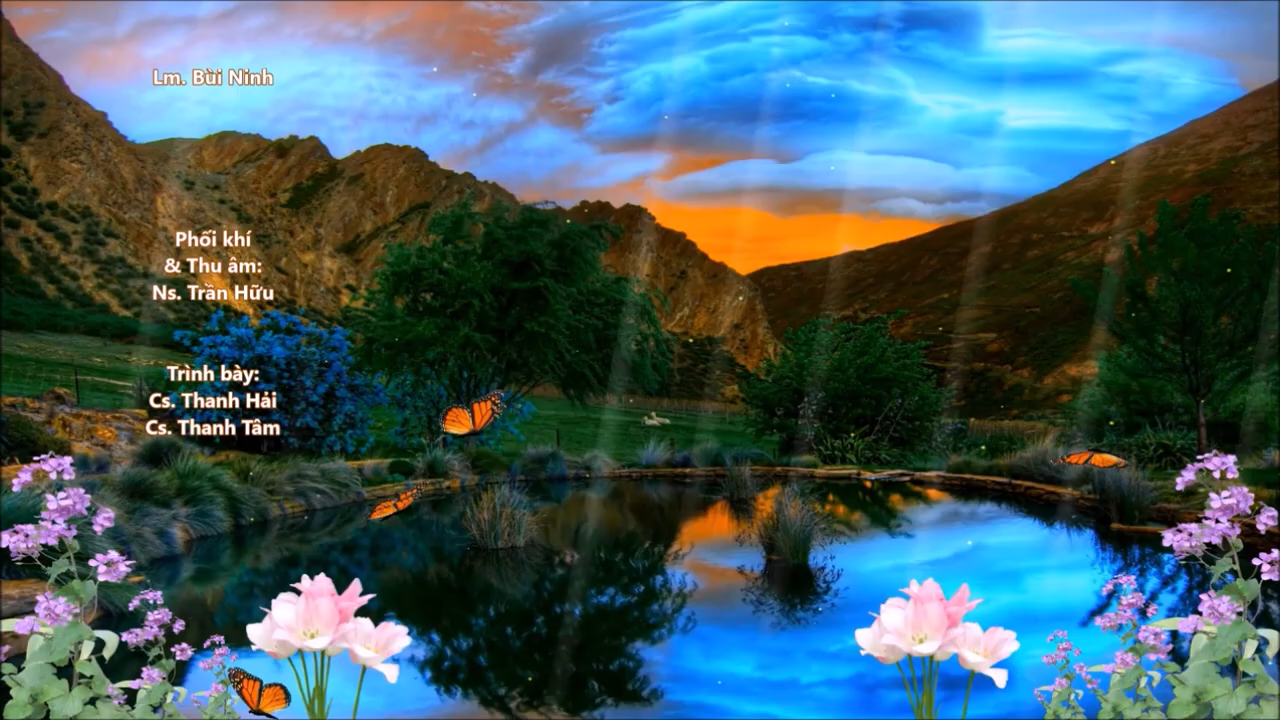 Lm. Bùi Ninh
Phối khí
& Thu âm:
Ns. Trần Hữu
Trình bày:
Cs. Thanh Hải
Cs. Thanh Tâm